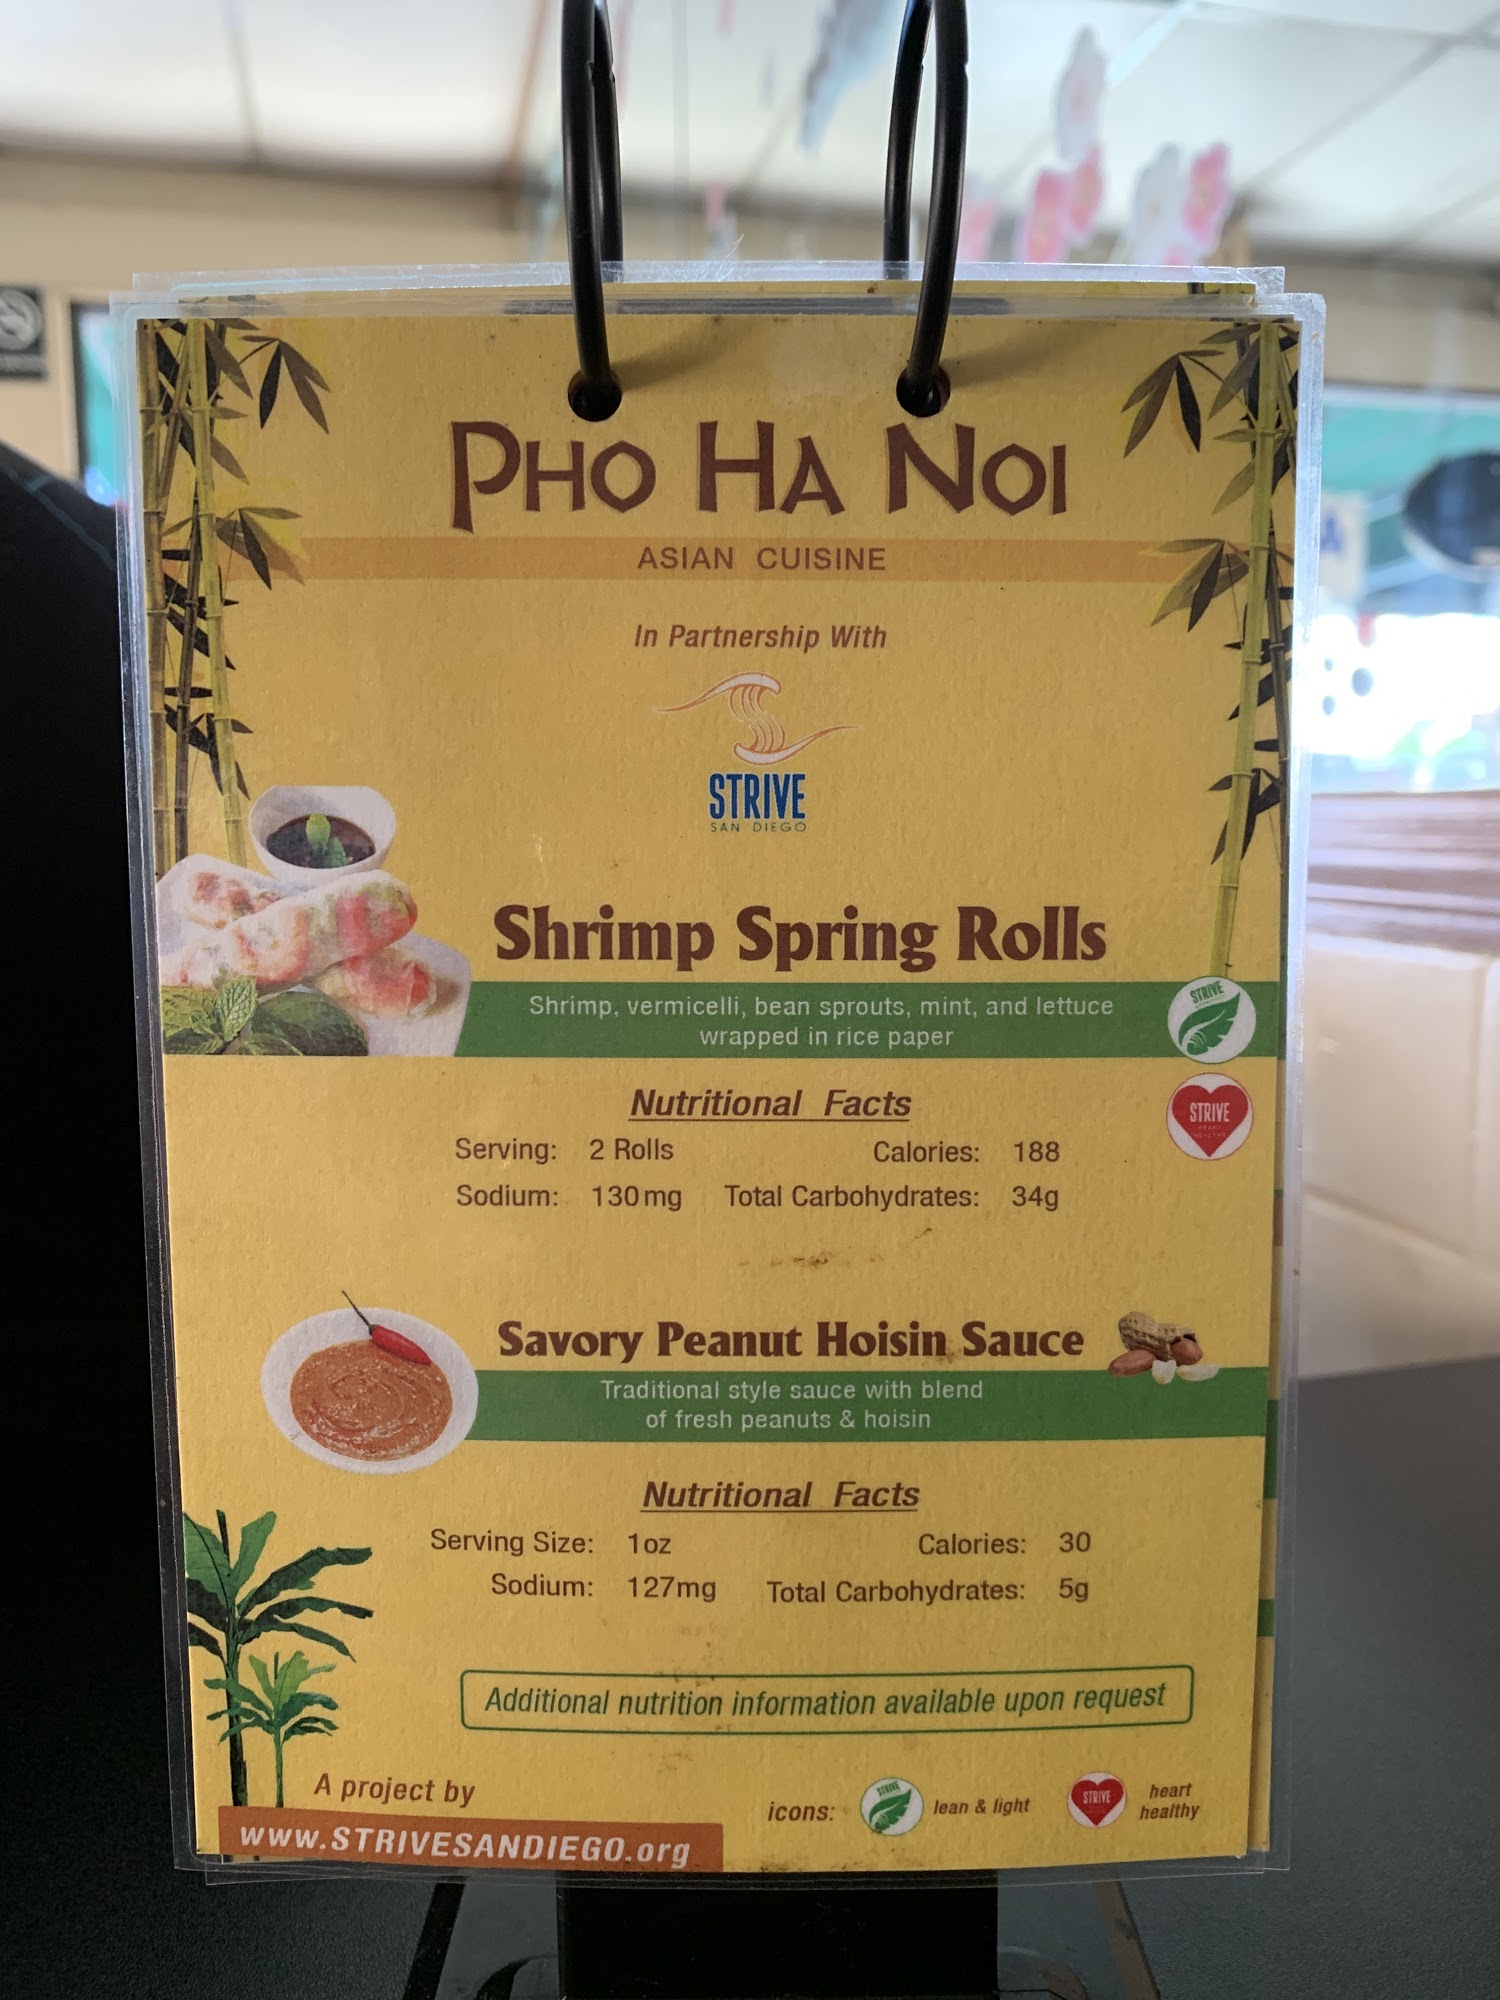 PHO HA NOI
ASIAN CUISINE
In Partnership With
STRIVE
SAN DIEGO
Shrimp Spring Rolls
Shrimp, vermicelli, bean sprouts, mint, and lettuce
wrapped in rice paper
STRIVE
Nutritional Facts
STRIVE
HEART
HEALTHY
Serving: 2 Rolls Calories: 188
Sodium: 130mg Total Carbohydrates: 34g
Savory Peanut Hoisin Sauce
Traditional style sauce with blend
of fresh peanuts & hoisin
Nutritional Facts
Serving Size: 1oz Calories: 30
Sodium: 127mg Total Carbohydrates: 5g
Additional nutrition information available upon request
A project by
www.STRIVESANDIEGO.org
icons: STRIVE lean & light STRIVE heart
healthy